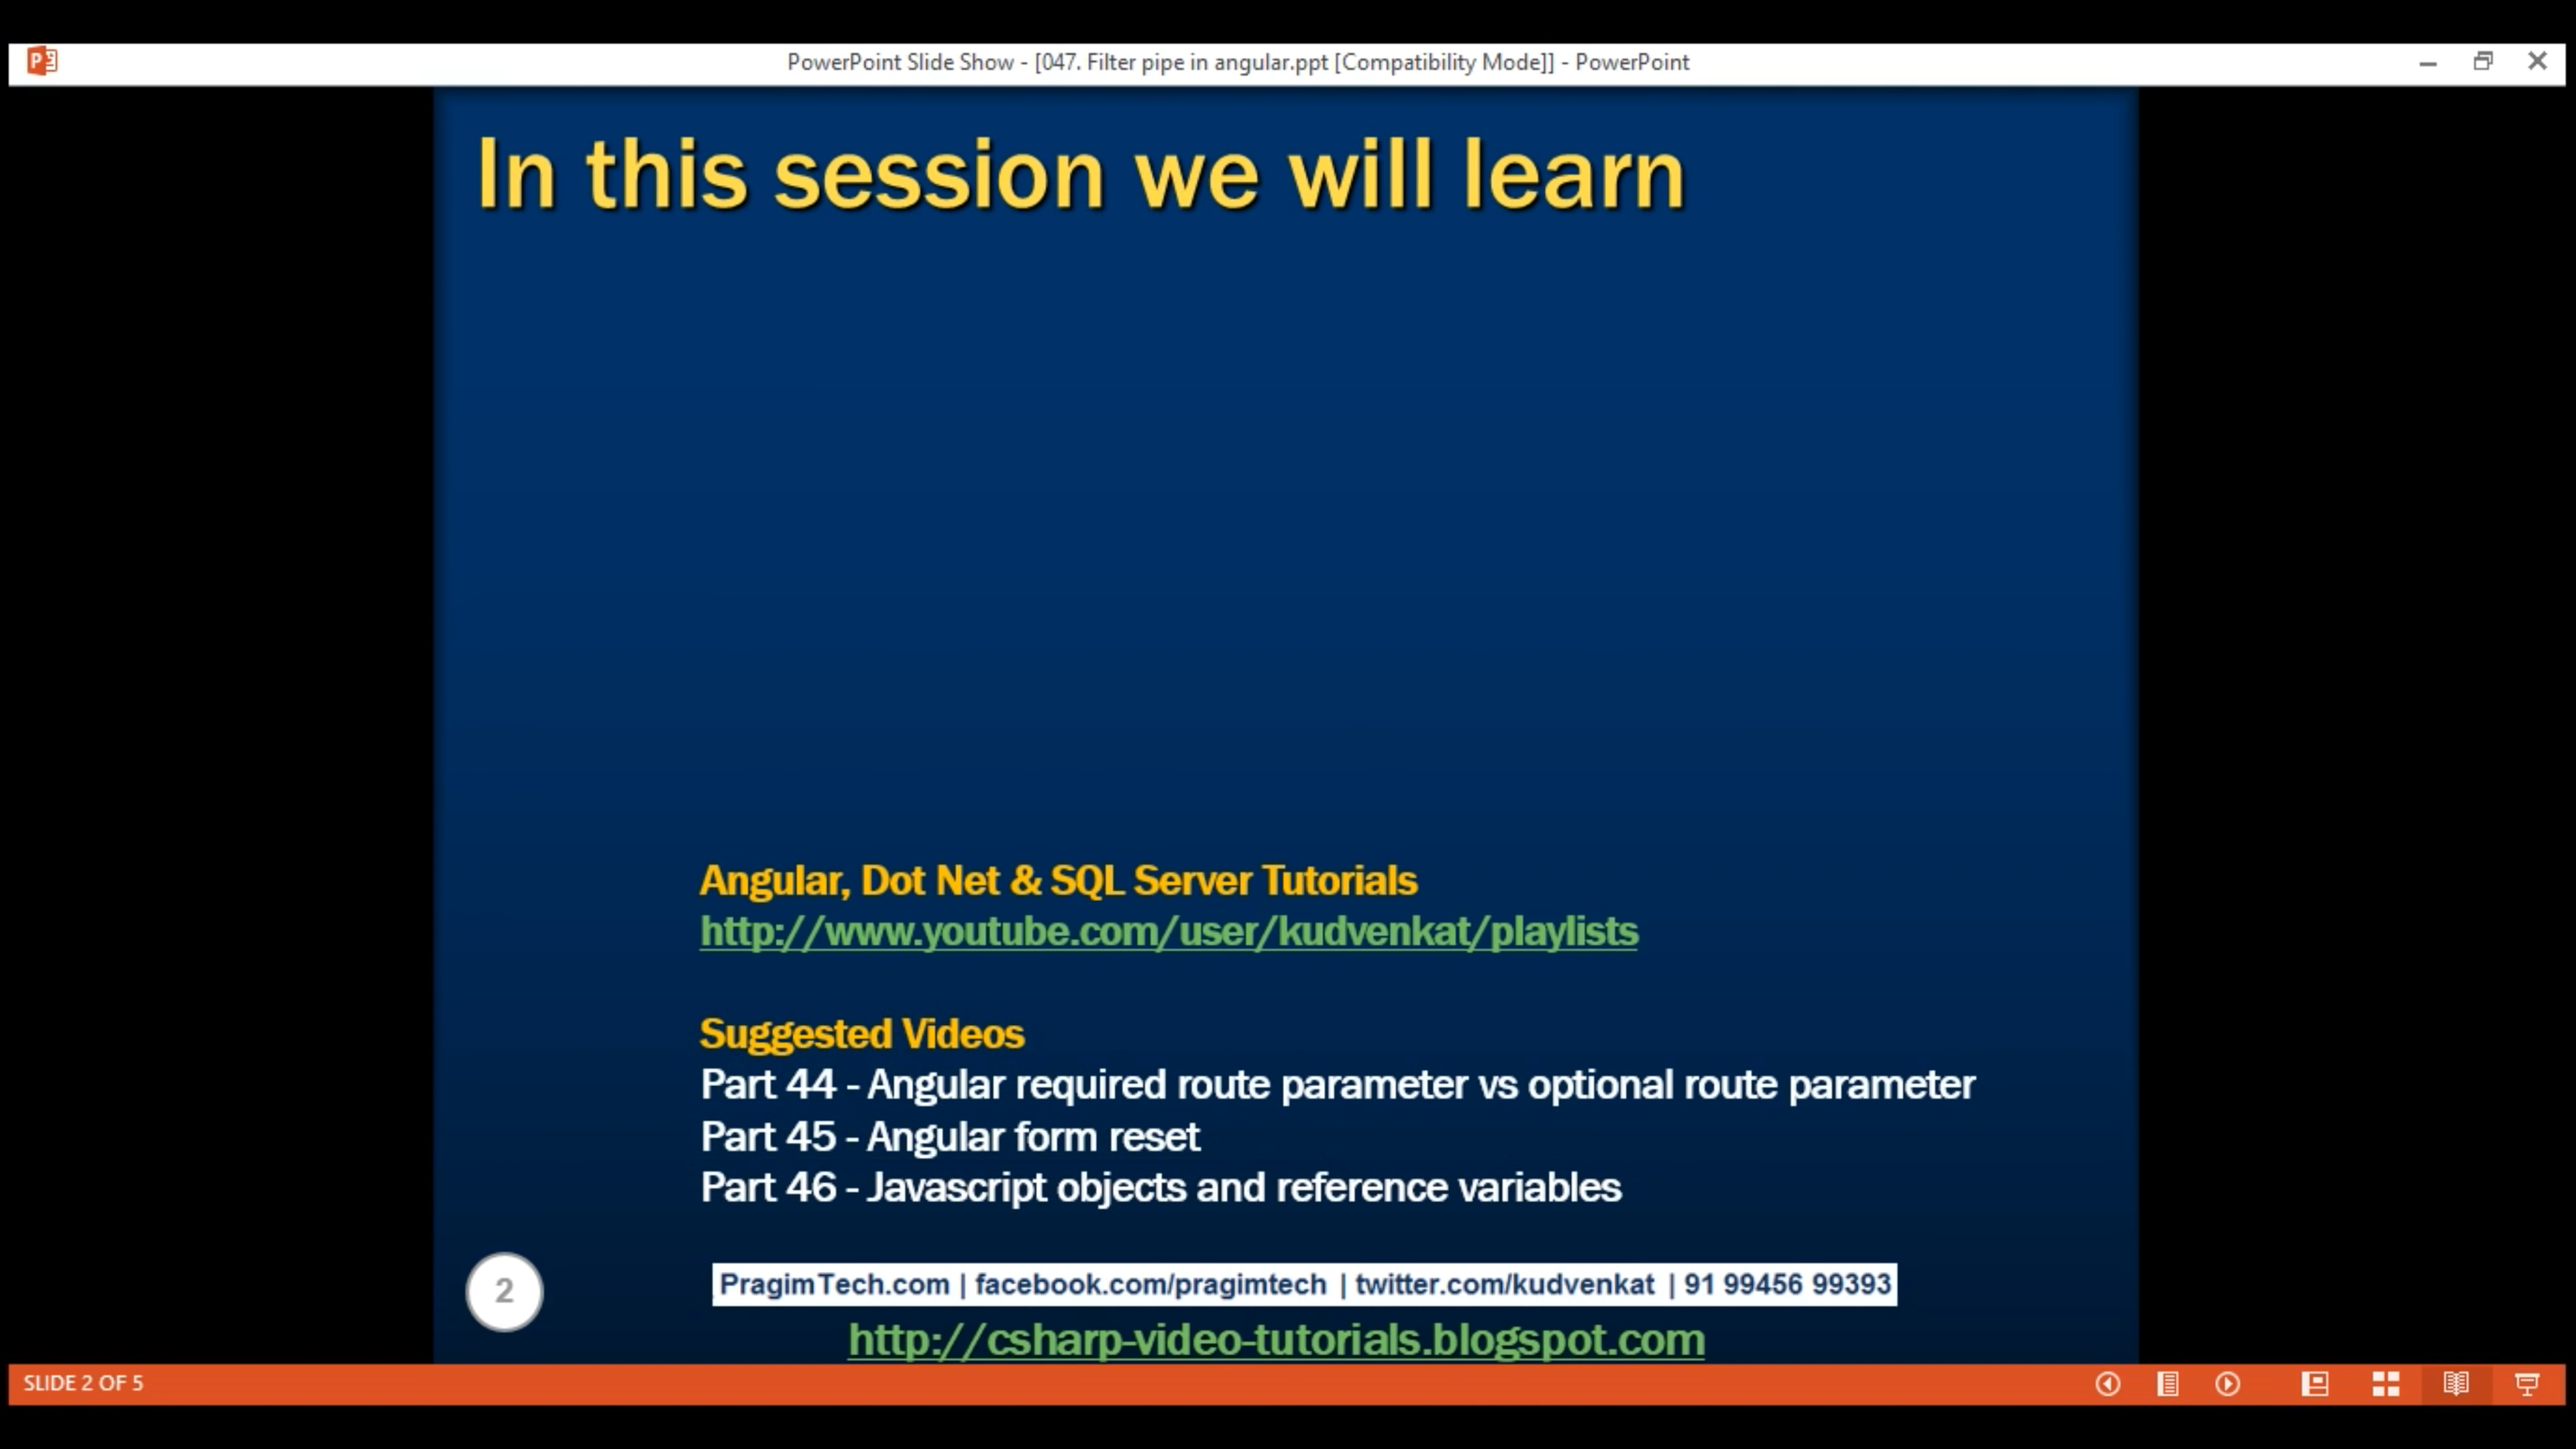 PowerPoint Slide Show - [047. Filter pipe in angular.ppt [Compatibility Mode]] - PowerPoint
In this session we will learn
Angular, Dot Net & SQL Server Tutorials
http://www.youtube.com/user/kudvenkat/playlists
Suggested Videos
Part 44 - Angular required route parameter vs optional route parameter
Part 45 - Angular form reset
Part 46 - Javascript objects and reference variables
2
PragimTech.com | facebook.com/pragimtech | twitter.com/kudvenkat | 91 99456 99393
http://csharp-video-tutorials.blogspot.com
SLIDE 2 OF 5